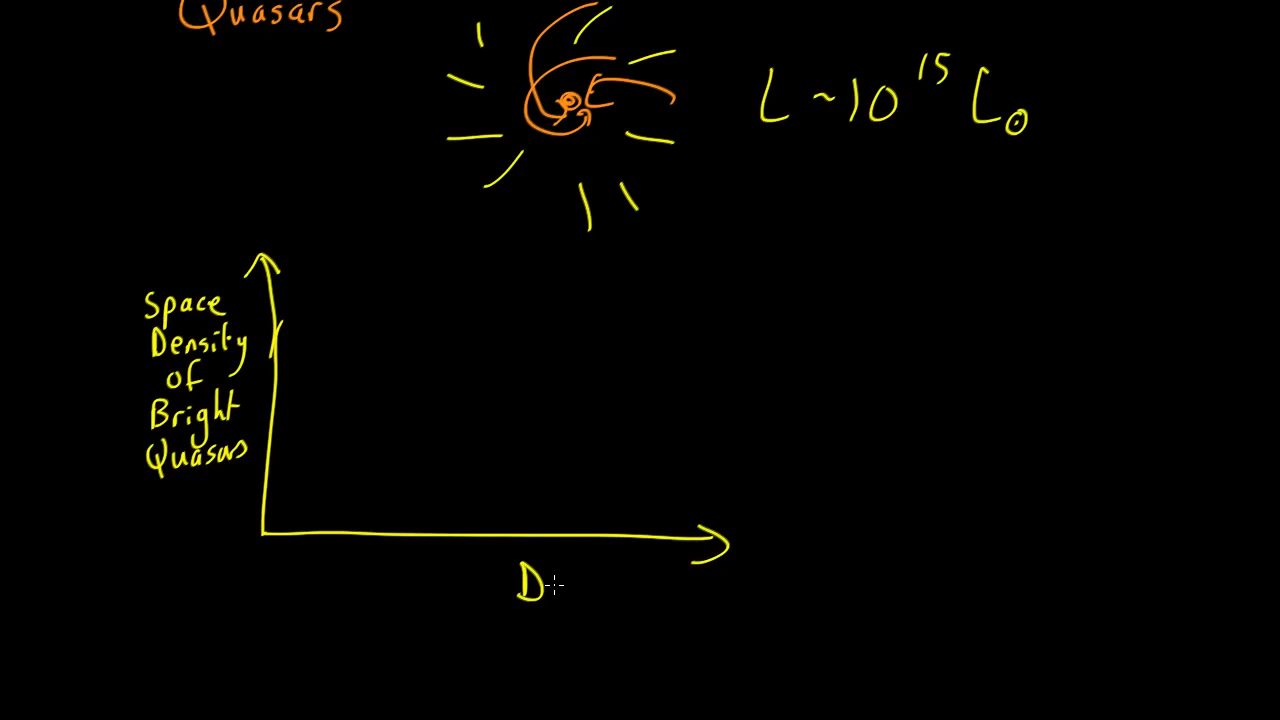 Quasars
L ~ 10^15 L☉
Space
Density
of
Bright
Quasars
D